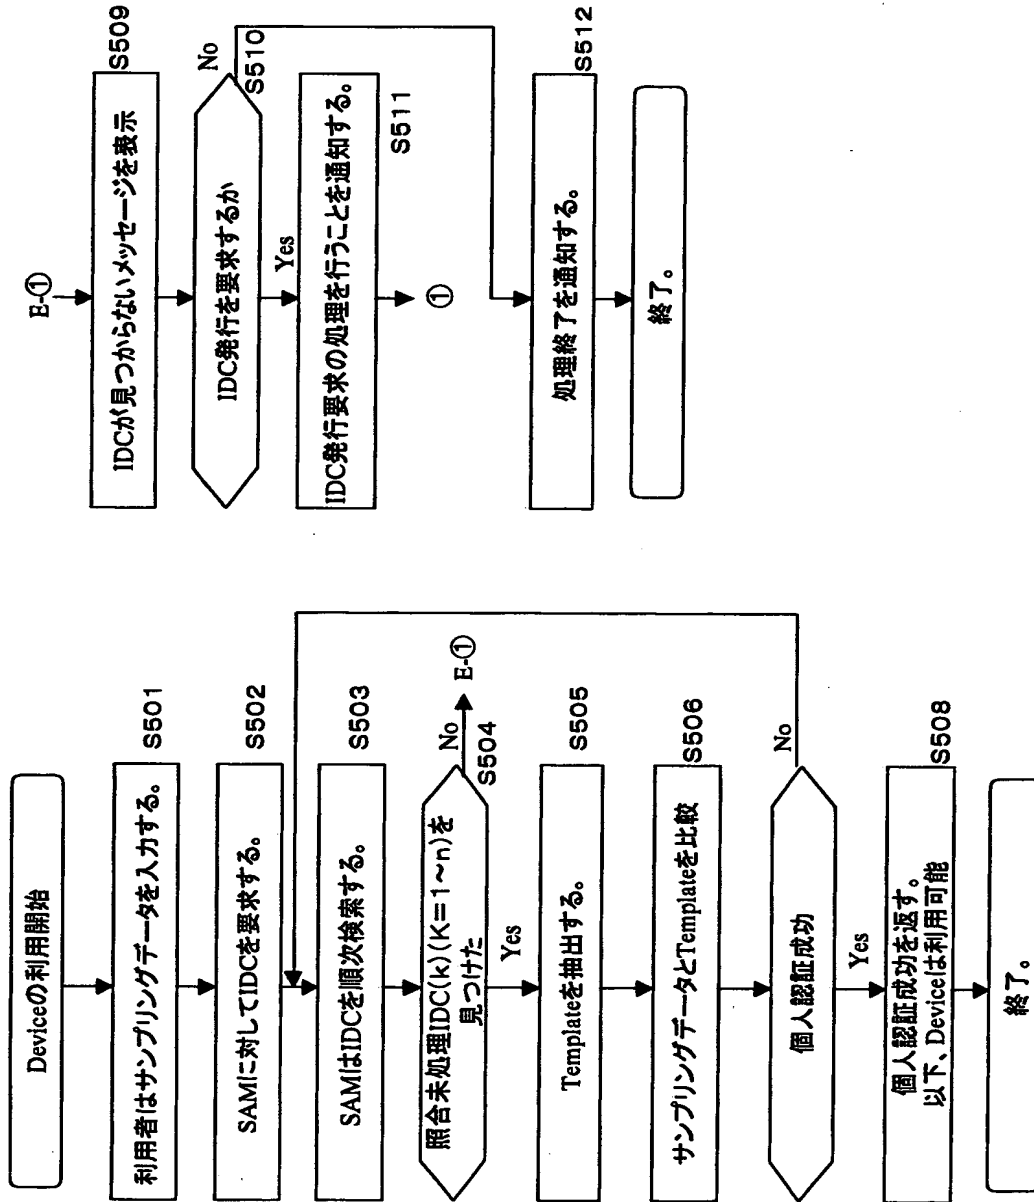 Deviceの利用開始
利用者はサンプリングデータを入力する。
S501
SAMに対してIDCを要求する。
S502
SAMはIDCを順次検索する。
S503
照合未処理IDC(k)(K=1~n)を
見つけた
No
S504
E-①
Yes
Templateを抽出する。
S505
サンプリングデータとTemplateを比較
S506
個人認証成功
No
Yes
個人認証成功を返す。
以下、Deviceは利用可能
S508
終了。
E-①
IDCが見つからないメッセージを表示
S509
IDC発行を要求するか
No
S510
Yes
IDC発行要求の処理を行うことを通知する。
S511
①
処理終了を通知する。
S512
終了。